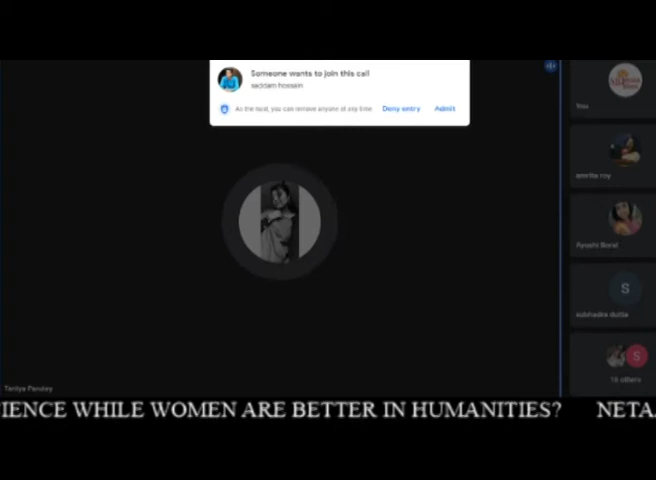 Someone wants to join this call
saddam hossain
As the host, you can remove anyone at any time
Deny entry
Admit
You
amrita roy
Ayushi Baral
subhadra dutta
S
S
16 others
Taniya Pandey
IENCE WHILE WOMEN ARE BETTER IN HUMANITIES? NETA